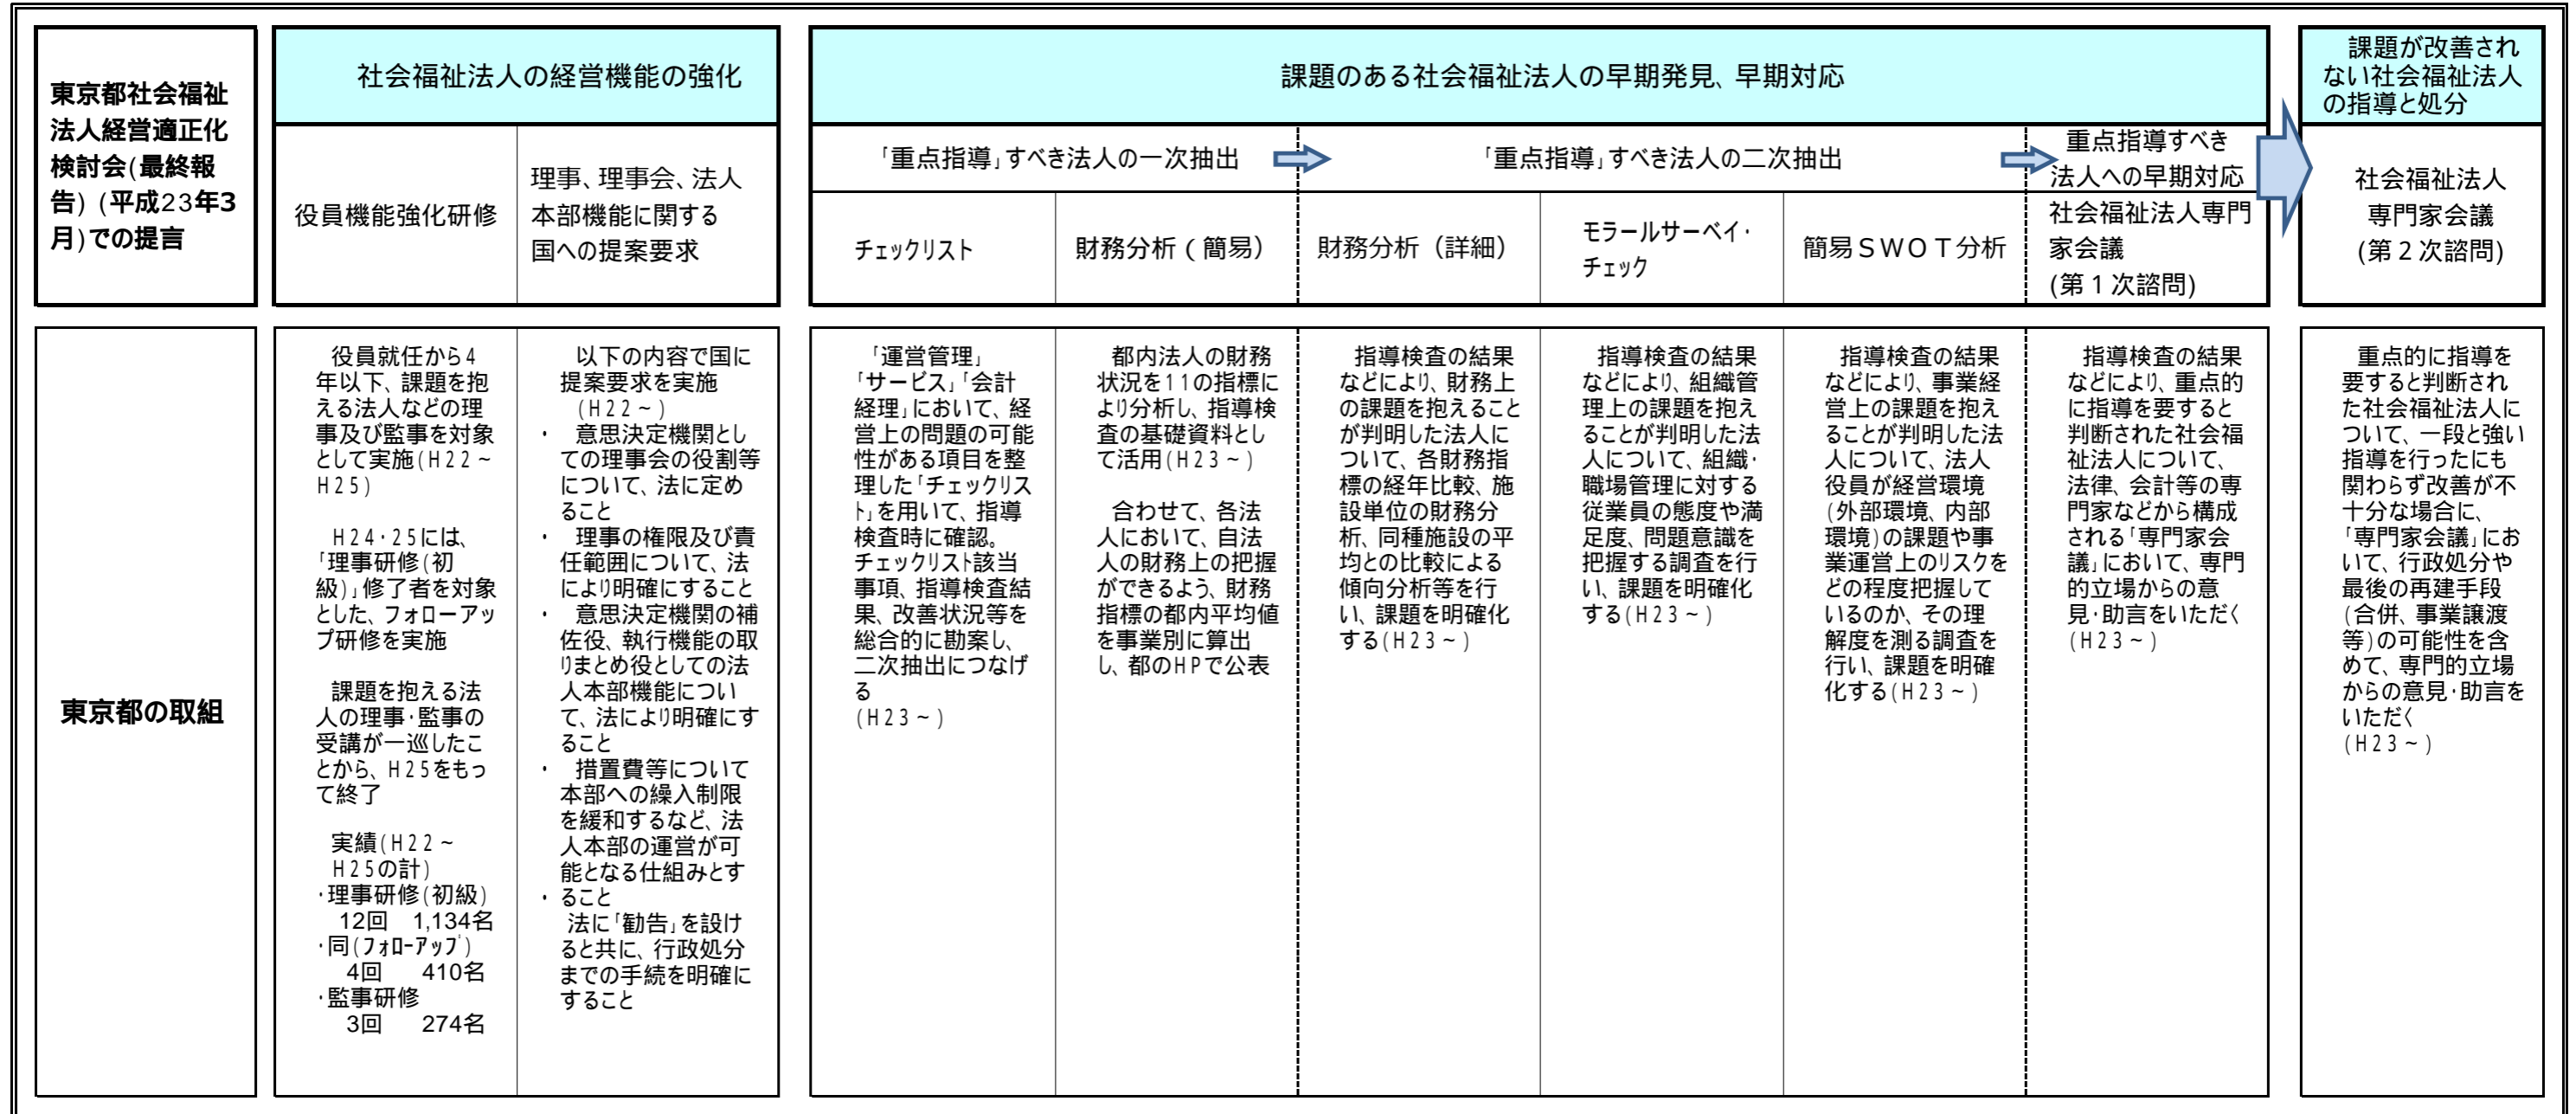 東京都社会福祉
法人経営適正化
検討会(最終報
告) (平成23年3
月)での提言
社会福祉法人の経営機能の強化
役員機能強化研修
理事、理事会、法人
本部機能に関する
国への提案要求
課題のある社会福祉法人の早期発見、早期対応
「重点指導」すべき法人の一次抽出
「重点指導」すべき法人の二次抽出
重点指導すべき
法人への早期対応
チェックリスト
財務分析(簡易)
財務分析(詳細)
モラールサーベイ・
チェック
簡易SWOT分析
社会福祉法人専門
家会議
(第1次諮問)
課題が改善され
ない社会福祉法人
の指導と処分
社会福祉法人
専門家会議
(第2次諮問)
東京都の取組
役員就任から4
年以下、課題を抱
える法人などの理
事及び監事を対象
として実施(H22~
H25)
H24・25には、
「理事研修(初
級)」修了者を対象
とした、フォローアッ
プ研修を実施
課題を抱える法
人の理事・監事の
受講が一巡したこ
とから、H25をもっ
て終了
実績(H22~
H25の計)
・理事研修(初級)
12回 1,134名
・同(フォローアップ)
4回 410名
・監事研修
3回 274名
以下の内容で国に
提案要求を実施
(H22~)
・ 意思決定機関とし
ての理事会の役割等
について、法に定め
ること
・ 理事の権限及び責
任範囲について、法
により明確にすること
・ 意思決定機関の補
佐役、執行機能の取
りまとめ役としての法
人本部機能につい
て、法により明確にす
ること
・ 措置費等について
本部への繰入制限
を緩和するなど、法
人本部の運営が可
能となる仕組みとす
・ ること
法に「勧告」を設け
ると共に、行政処分
までの手続を明確に
すること
「運営管理」
「サービス」「会計
経理」において、経
営上の問題の可能
性がある項目を整
理した「チェックリス
ト」を用いて、指導
検査時に確認。
チェックリスト該当
事項、指導検査結
果、改善状況等を
総合的に勘案し、
二次抽出につなげ
る
(H23~)
都内法人の財務
状況を11の指標に
より分析し、指導検
査の基礎資料とし
て活用(H23~)
合わせて、各法
人において、自法
人の財務上の把握
ができるよう、財務
指標の都内平均値
を事業別に算出
し、都のHPで公表
指導検査の結果
などにより、財務上
の課題を抱えること
が判明した法人に
ついて、各財務指
標の経年比較、施
設単位の財務分
析、同種施設の平
均との比較による
傾向分析等を行
い、課題を明確化
する(H23~)
指導検査の結果
などにより、組織管
理上の課題を抱え
ることが判明した法
人について、組織・
職場管理に対する
従業員の態度や満
足度、問題意識を
把握する調査を行
い、課題を明確化
する(H23~)
指導検査の結果
などにより、事業経
営上の課題を抱え
ることが判明した法
人について、法人
役員が経営環境
(外部環境、内部
環境)の課題や事
業運営上のリスクを
どの程度把握して
いるのか、その理
解度を測る調査を
行い、課題を明確
化する(H23~)
指導検査の結果
などにより、重点的
に指導を要すると
判断された社会福
祉法人について、
法律、会計等の専
門家などから構成
される「専門家会
議」において、専門
的立場からの意
見・助言をいただく
(H23~)
重点的に指導を
要すると判断され
た社会福祉法人に
ついて、一段と強い
指導を行ったにも
関わらず改善が不
十分な場合に、
「専門家会議」にお
いて、行政処分や
最後の再建手段
(合併、事業譲渡
等)の可能性を含
めて、専門的立場
からの意見・助言を
いただく
(H23~)